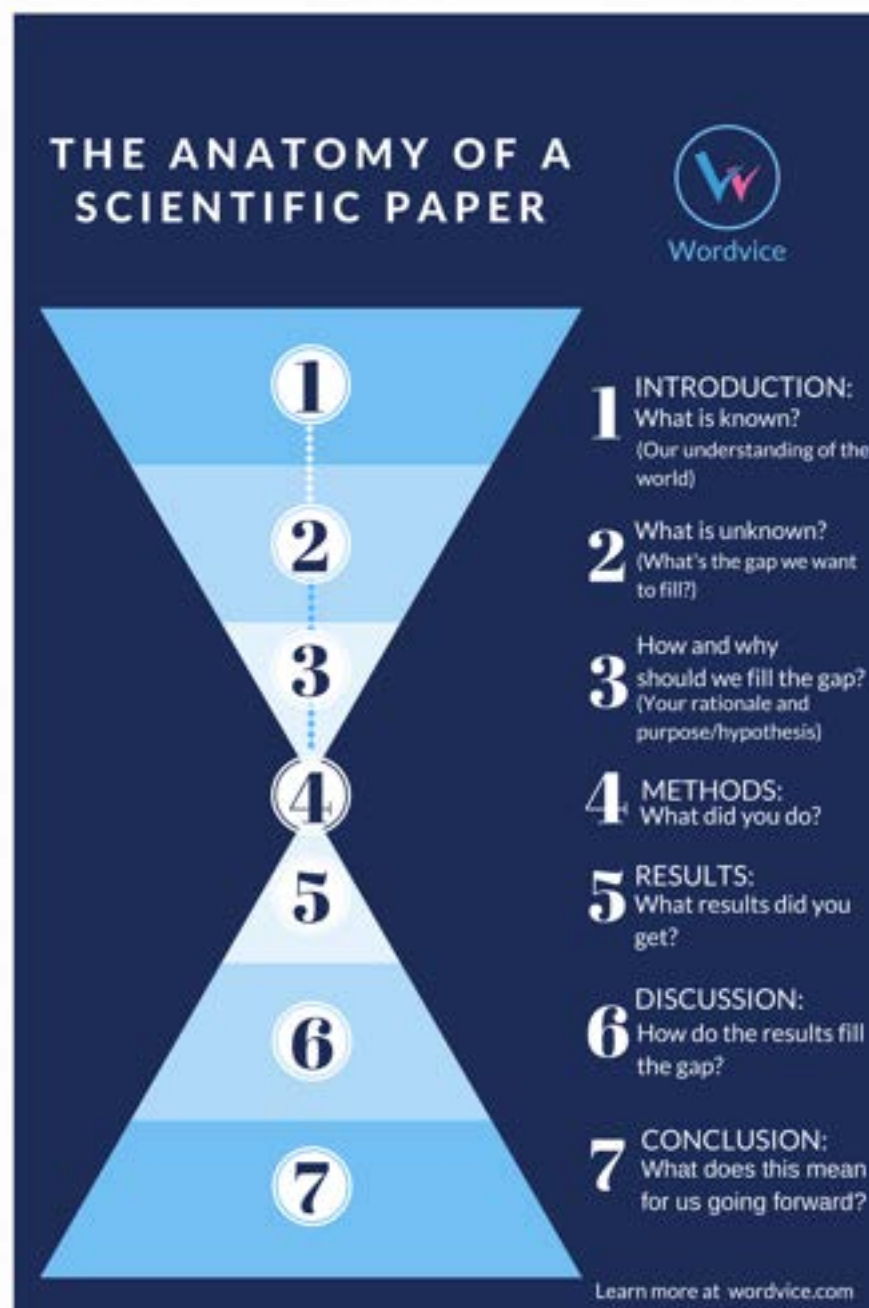 THE ANATOMY OF A
SCIENTIFIC PAPER
Wordvice
1
2
3
4
5
6
7
1 INTRODUCTION:
What is known?
(Our understanding of the
world)
2 What is unknown?
(What's the gap we want
to fill?)
3 How and why
should we fill the gap?
(Your rationale and
purpose/hypothesis)
4 METHODS:
What did you do?
5 RESULTS:
What results did you
get?
6 DISCUSSION:
How do the results fill
the gap?
7 CONCLUSION:
What does this mean
for us going forward?
Learn more at wordvice.com